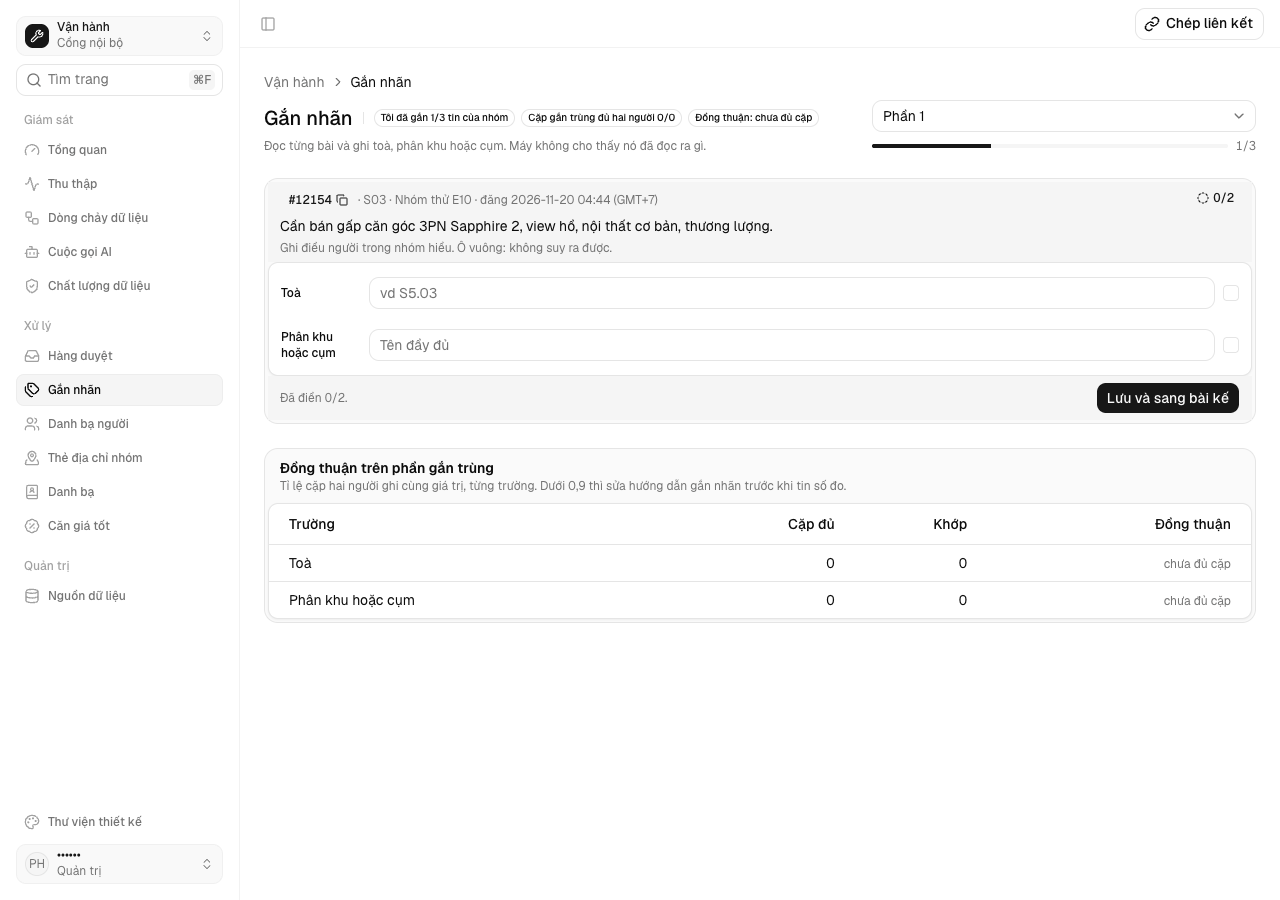 Vận hành
Cổng nội bộ
Tìm trang
⌘F
Giám sát
Tổng quan
Thu thập
Dòng chảy dữ liệu
Cuộc gọi AI
Chất lượng dữ liệu
Xử lý
Hàng duyệt
Gắn nhãn
Danh bạ người
Thẻ địa chỉ nhóm
Danh bạ
Căn giá tốt
Quản trị
Nguồn dữ liệu
Thư viện thiết kế
PH
••••••
Quản trị
Chép liên kết
Vận hành > Gắn nhãn
Gắn nhãn
Tôi đã gắn 1/3 tin của nhóm
Cặp gắn trùng đủ hai người 0/0
Đồng thuận: chưa đủ cặp
Đọc từng bài và ghi toà, phân khu hoặc cụm. Máy không cho thấy nó đã đọc ra gì.
Phần 1
1/3
#12154 · S03 · Nhóm thử E10 · đăng 2026-11-20 04:44 (GMT+7)
0/2
Cần bán gấp căn góc 3PN Sapphire 2, view hồ, nội thất cơ bản, thương lượng.
Ghi điều người trong nhóm hiểu. Ô vuông: không suy ra được.
Toà
vd S5.03
Phân khu
hoặc cụm
Tên đầy đủ
Đã điền 0/2.
Lưu và sang bài kế
Đồng thuận trên phần gắn trùng
Tỉ lệ cặp hai người ghi cùng giá trị, từng trường. Dưới 0,9 thì sửa hướng dẫn gắn nhãn trước khi tin số đo.
Trường Cặp đủ Khớp Đồng thuận
Toà 0 0 chưa đủ cặp
Phân khu hoặc cụm 0 0 chưa đủ cặp